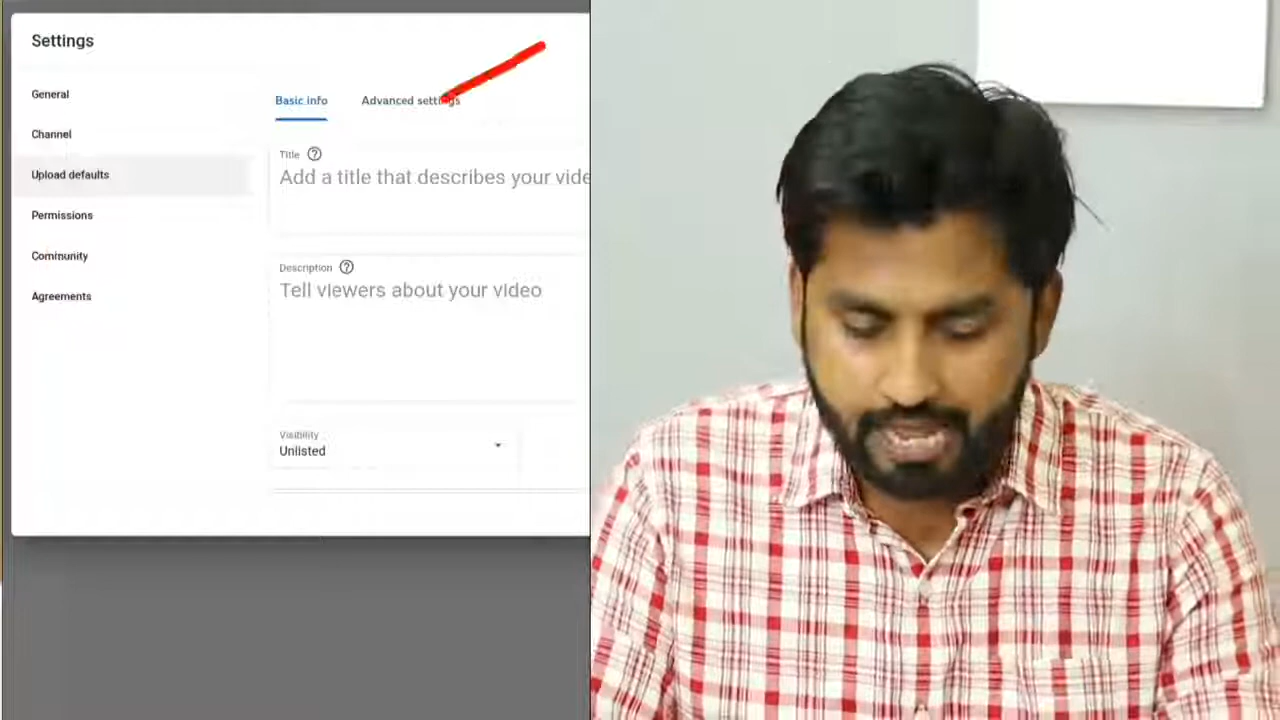 Settings
General
Channel
Upload defaults
Permissions
Community
Agreements
Basic info
Advanced settings
Title
Add a title that describes your vide
Description
Tell viewers about your video
Visibility
Unlisted